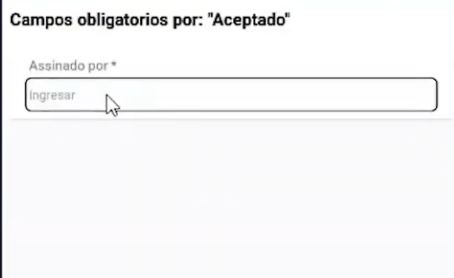 Campos obligatorios por: "Aceptado"
Assinado por *
Ingresar